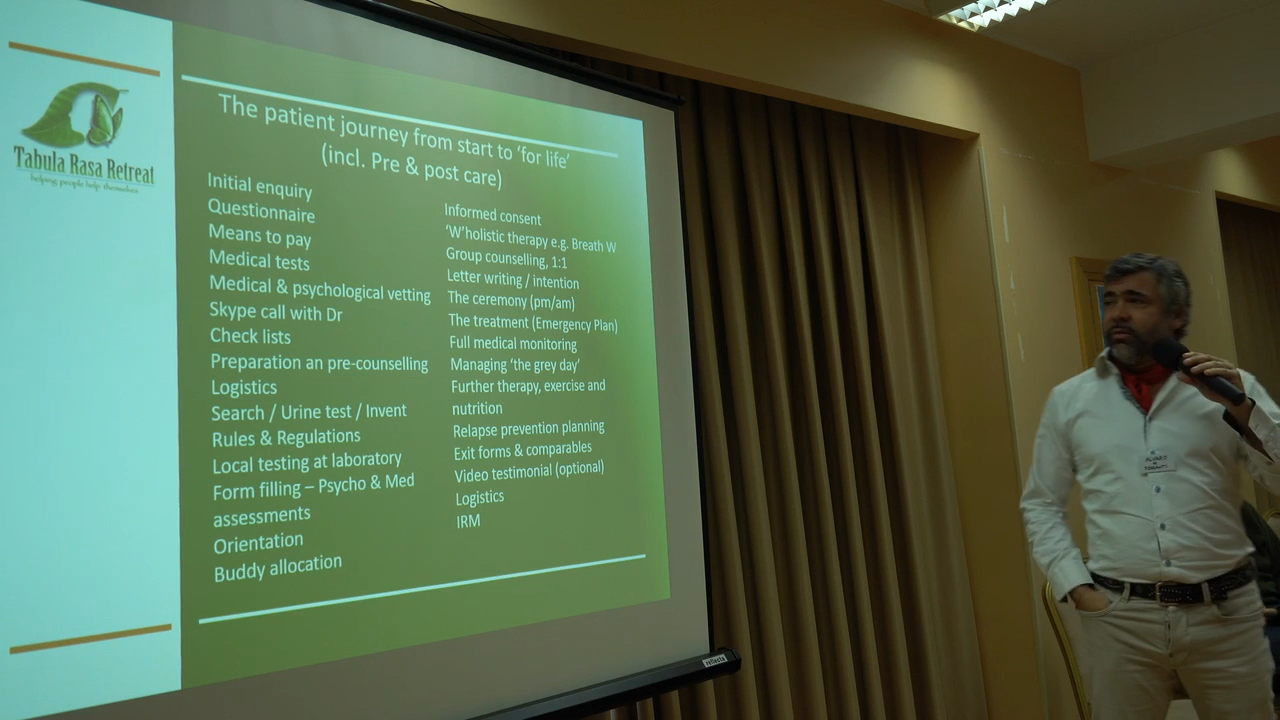 Tabula Rasa Retreat
helping people help themselves
The patient journey from start to 'for life'
(incl. Pre & post care)
Initial enquiry
Questionnaire
Means to pay
Medical tests
Medical & psychological vetting
Skype call with Dr
Check lists
Preparation an pre-counselling
Logistics
Search / Urine test / Invent
Rules & Regulations
Local testing at laboratory
Form filling – Psycho & Med
assessments
Orientation
Buddy allocation
Informed consent
'W'holistic therapy e.g. Breath W
Group counselling, 1:1
Letter writing / intention
The ceremony (pm/am)
The treatment (Emergency Plan)
Full medical monitoring
Managing 'the grey day'
Further therapy, exercise and
nutrition
Relapse prevention planning
Exit forms & comparables
Video testimonial (optional)
Logistics
IRM
reflecta
ALVARO